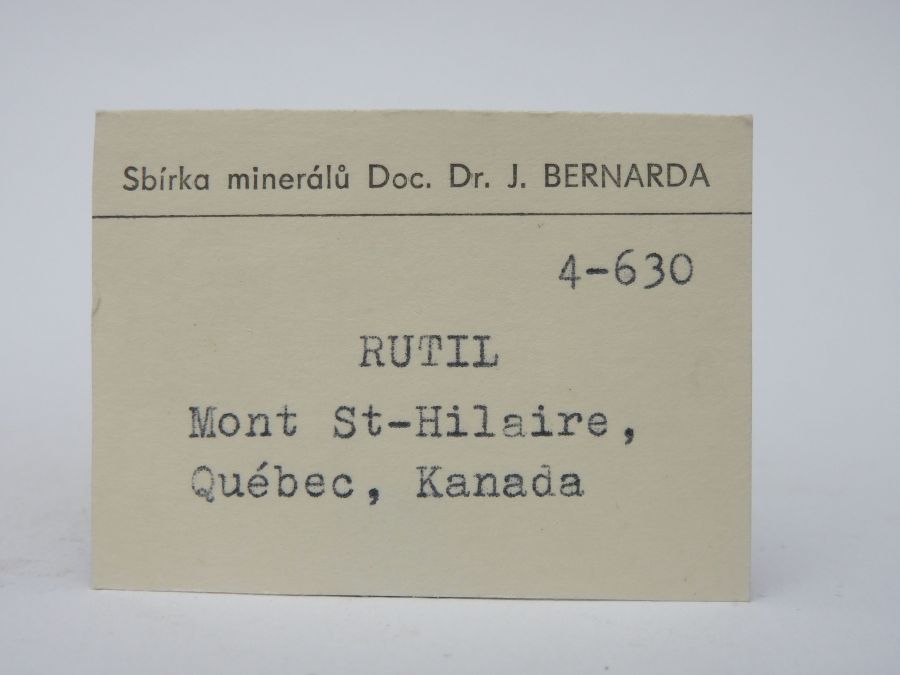 Sbírka minerálů Doc. Dr. J. BERNARDA
4-630
RUTIL
Mont St-Hilaire,
Québec, Kanada